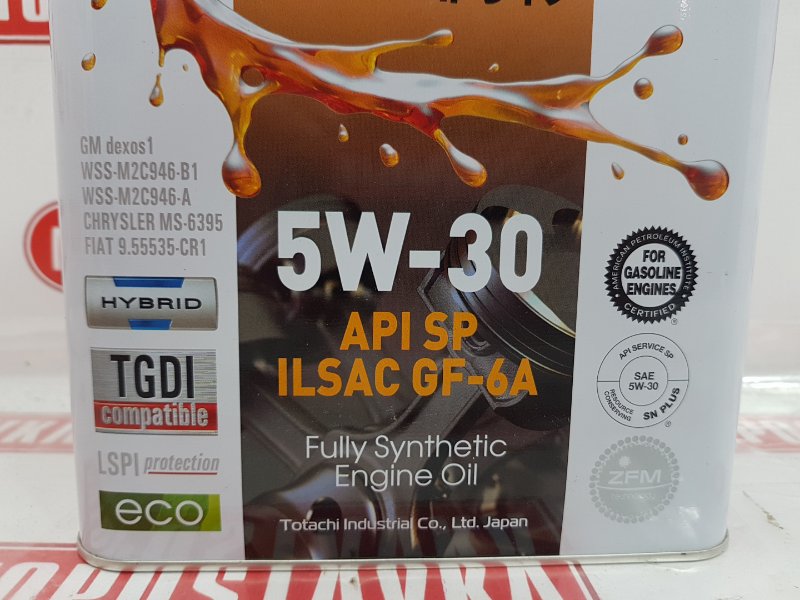 GM dexos1
WSS-M2C946-B1
WSS-M2C946-A
CHRYSLER MS-6395
FIAT 9.55535-CR1
HYBRID
TGDI
compatible
LSPI protection
eco
5W-30
API SP
ILSAC GF-6A
Fully Synthetic
Engine Oil
Totachi Industrial Co., Ltd. Japan
AMERICAN PETROLEUM INSTITUTE
FOR
GASOLINE
ENGINES
CERTIFIED
®
API SERVICE SP
SAE
5W-30
RESOURCE
CONSERVING
SN PLUS
®
ZFM